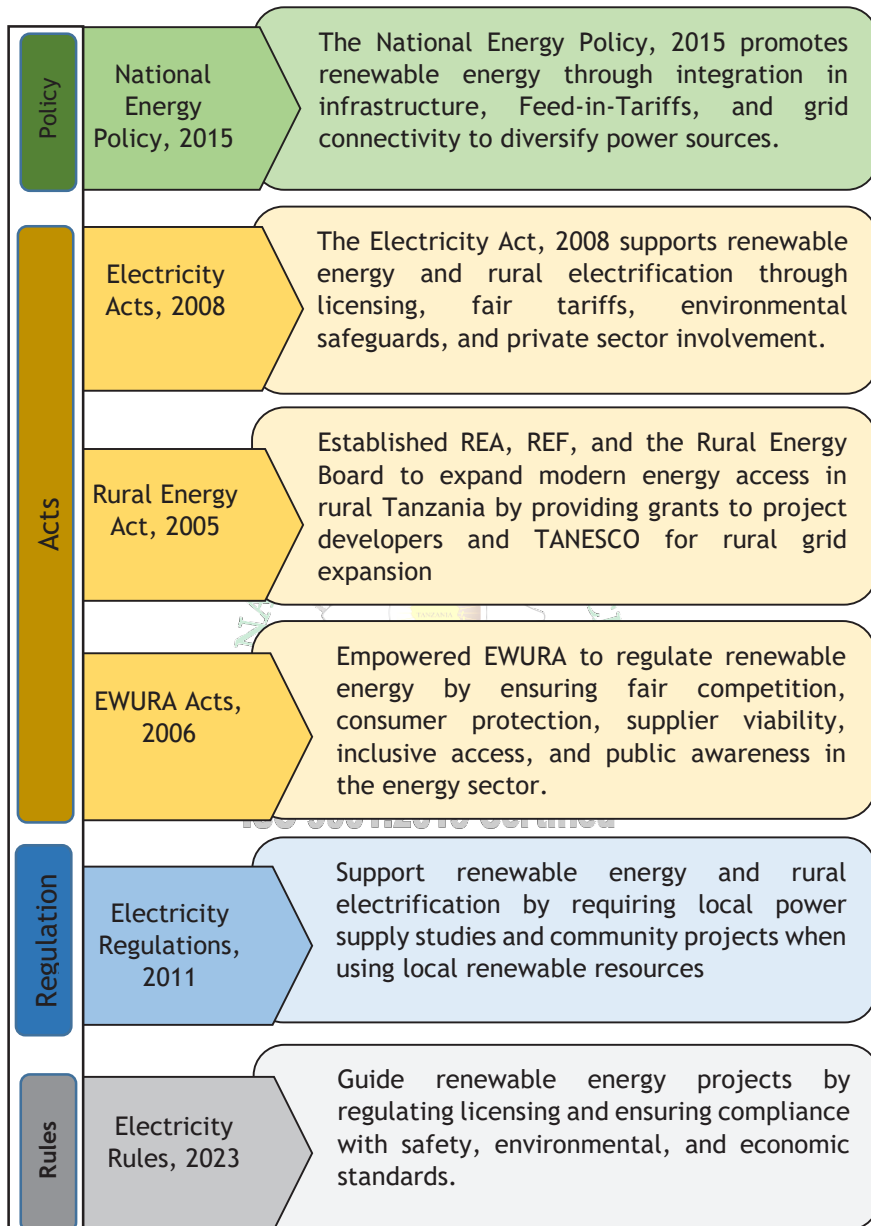 Policy
National
Energy
Policy, 2015
The National Energy Policy, 2015 promotes
renewable energy through integration in
infrastructure, Feed-in-Tariffs, and grid
connectivity to diversify power sources.
Acts
Electricity
Acts, 2008
The Electricity Act, 2008 supports renewable
energy and rural electrification through
licensing, fair tariffs, environmental
safeguards, and private sector involvement.
Rural Energy
Act, 2005
Established REA, REF, and the Rural Energy
Board to expand modern energy access in
rural Tanzania by providing grants to project
developers and TANESCO for rural grid
expansion
TANZANIA
EWURA Acts,
2006
Empowered EWURA to regulate renewable
energy by ensuring fair competition,
consumer protection, supplier viability,
inclusive access, and public awareness in
the energy sector.
ISO 9001:2015 Certified
Regulation
Electricity
Regulations,
2011
Support renewable energy and rural
electrification by requiring local power
supply studies and community projects when
using local renewable resources
Rules
Electricity
Rules, 2023
Guide renewable energy projects by
regulating licensing and ensuring compliance
with safety, environmental, and economic
standards.